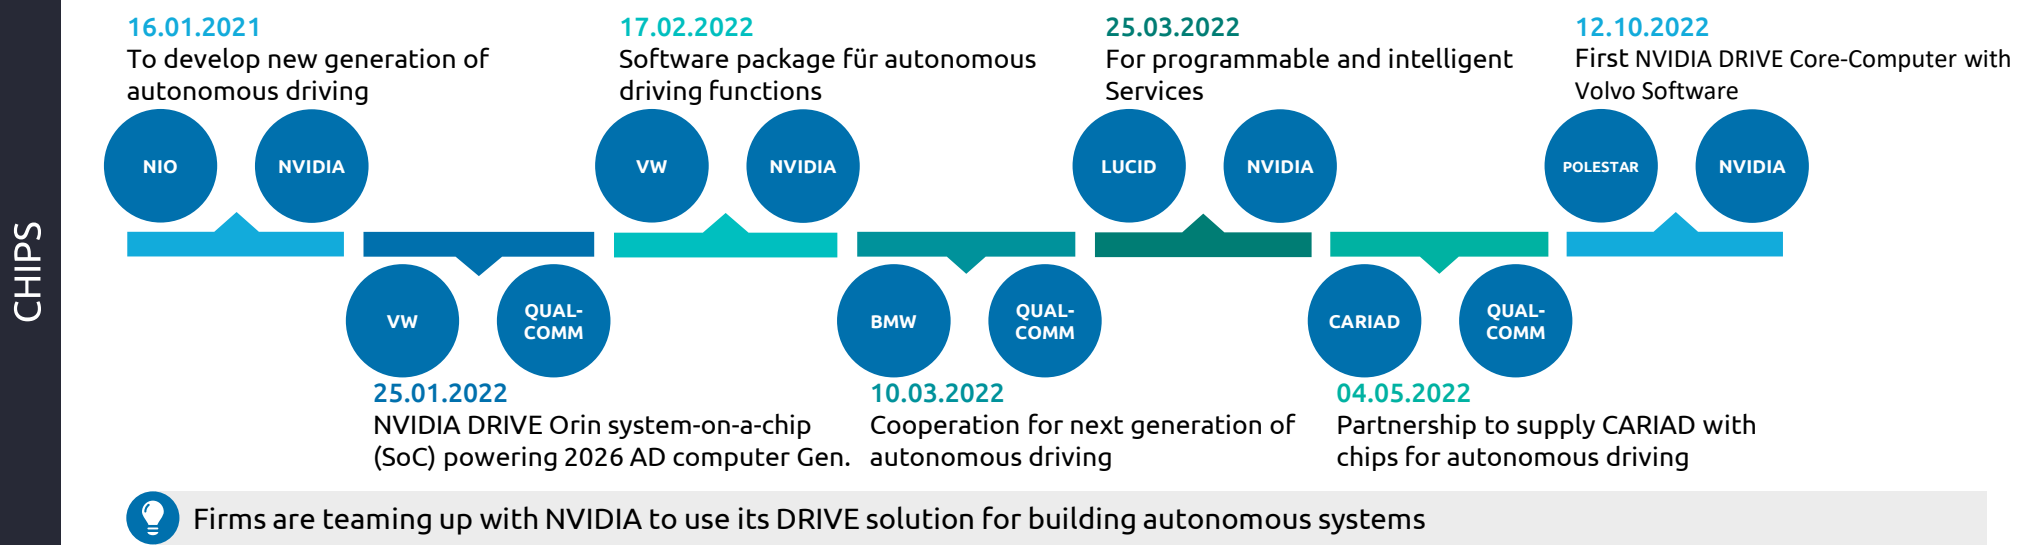 CHIPS
16.01.2021
To develop new generation of
autonomous driving
NIO
NVIDIA
25.01.2022
NVIDIA DRIVE Orin system-on-a-chip
(SoC) powering 2026 AD computer Gen.
VW
QUAL-
COMM
17.02.2022
Software package für autonomous
driving functions
VW
NVIDIA
10.03.2022
Cooperation for next generation of
autonomous driving
BMW
QUAL-
COMM
25.03.2022
For programmable and intelligent
Services
LUCID
NVIDIA
04.05.2022
Partnership to supply CARIAD with
chips for autonomous driving
CARIAD
QUAL-
COMM
12.10.2022
First NVIDIA DRIVE Core-Computer with
Volvo Software
POLESTAR
NVIDIA
Firms are teaming up with NVIDIA to use its DRIVE solution for building autonomous systems